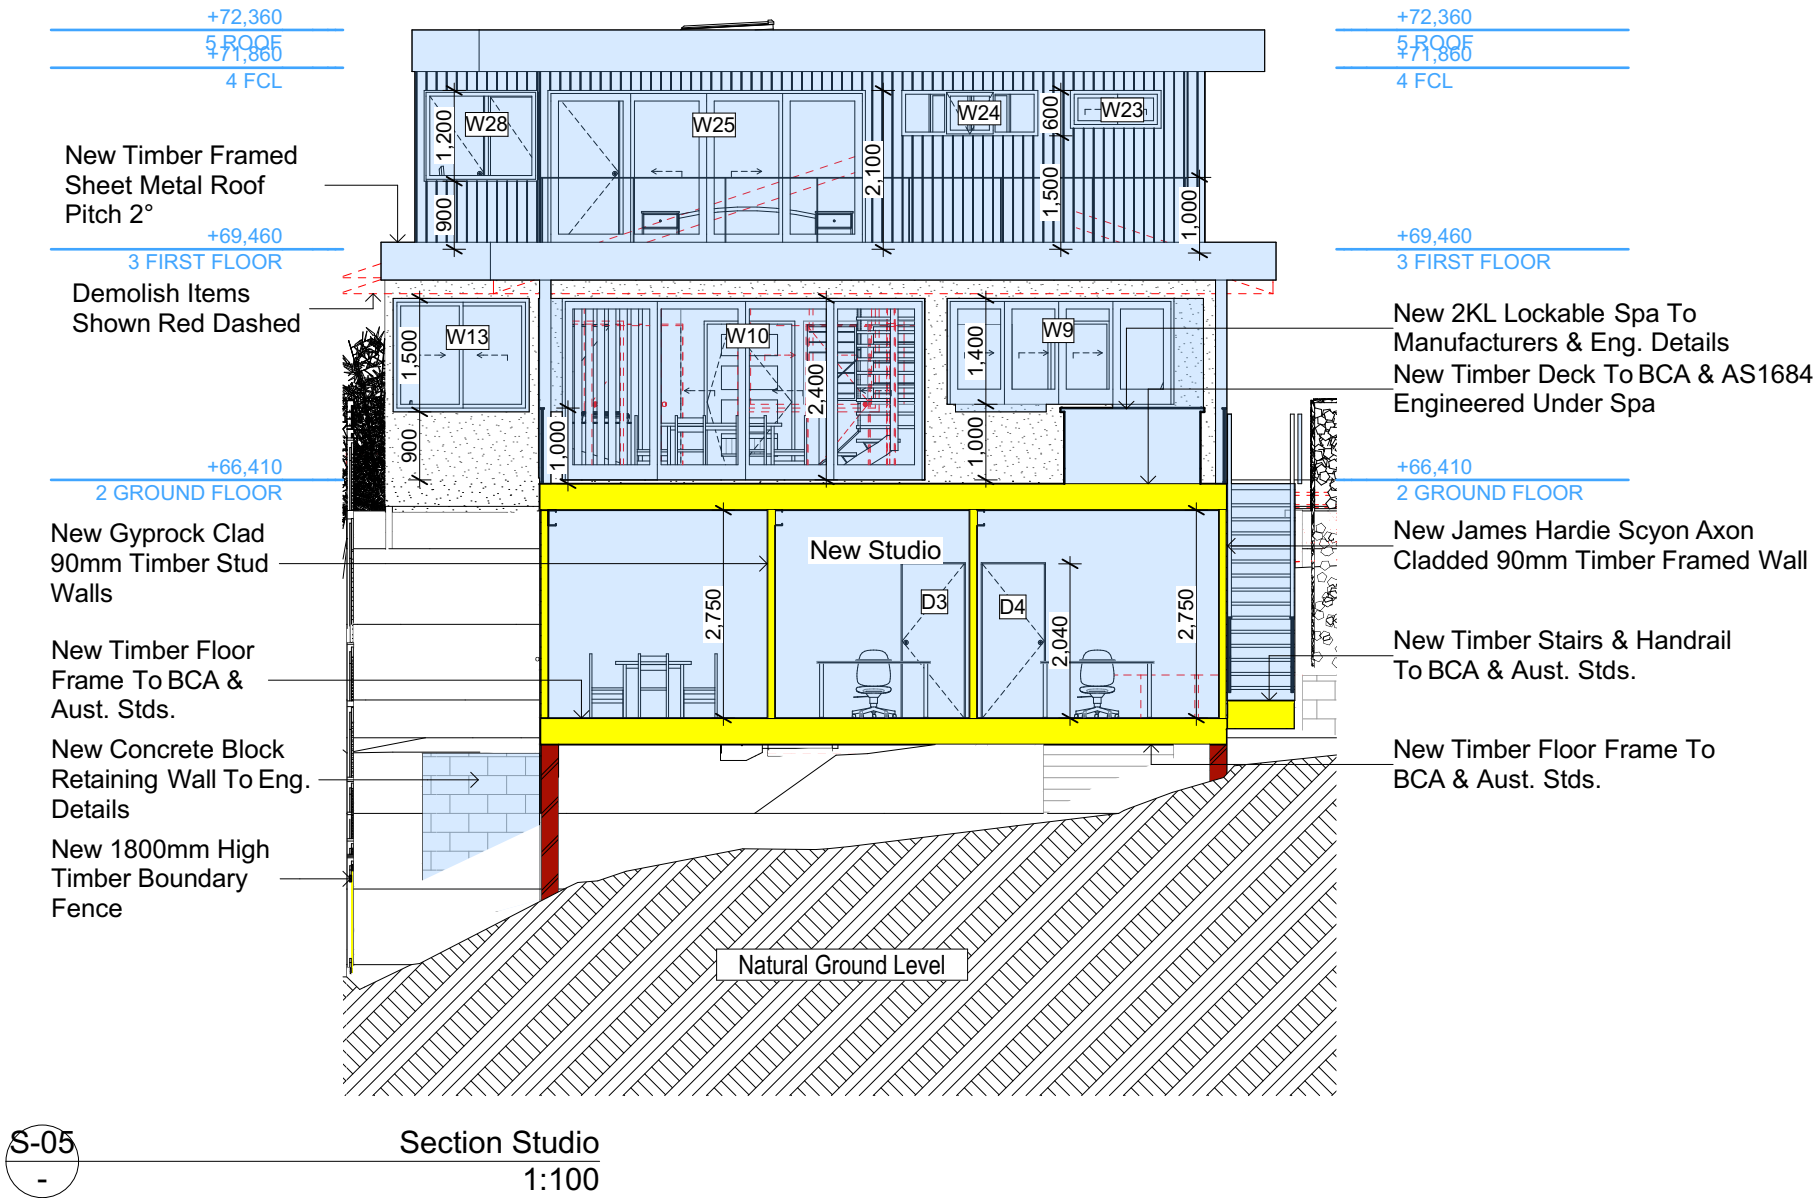 +72,360
5 ROOF
+71,860
4 FCL
+72,360
5 ROOF
+71,860
4 FCL
W28
W25
W24
W23
1,200
900
2,100
600
1,500
1,000
New Timber Framed
Sheet Metal Roof
Pitch 2°
+69,460
3 FIRST FLOOR
+69,460
3 FIRST FLOOR
Demolish Items
Shown Red Dashed
W13
W10
W9
1,500
900
1,000
2,400
1,400
1,000
New 2KL Lockable Spa To
Manufacturers & Eng. Details
New Timber Deck To BCA & AS1684
Engineered Under Spa
+66,410
2 GROUND FLOOR
+66,410
2 GROUND FLOOR
New Gyprock Clad
90mm Timber Stud
Walls
New Studio
D3
D4
2,750
2,040
2,750
New James Hardie Scyon Axon
Cladded 90mm Timber Framed Wall
New Timber Floor
Frame To BCA &
Aust. Stds.
New Timber Stairs & Handrail
To BCA & Aust. Stds.
New Concrete Block
Retaining Wall To Eng.
Details
New Timber Floor Frame To
BCA & Aust. Stds.
New 1800mm High
Timber Boundary
Fence
Natural Ground Level
S-05
-
Section Studio
1:100